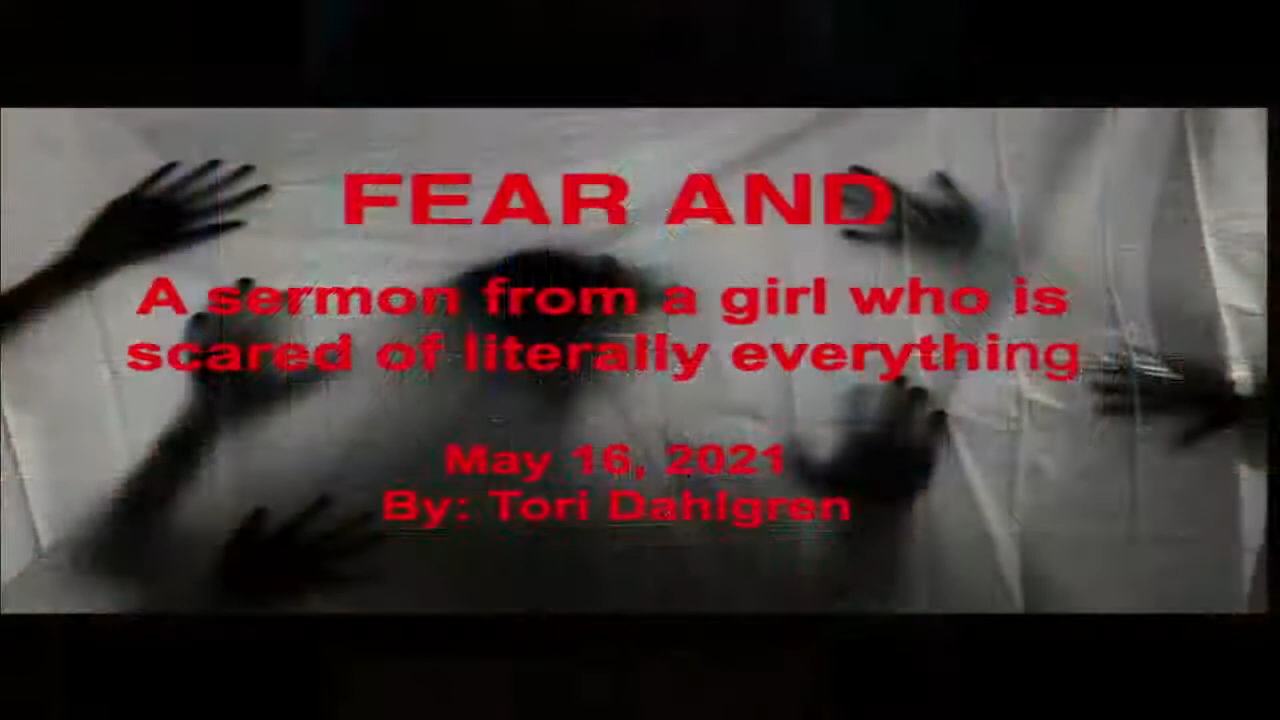 FEAR AND
A sermon from a girl who is
scared of literally everything
May 16, 2021
By: Tori Dahlgren